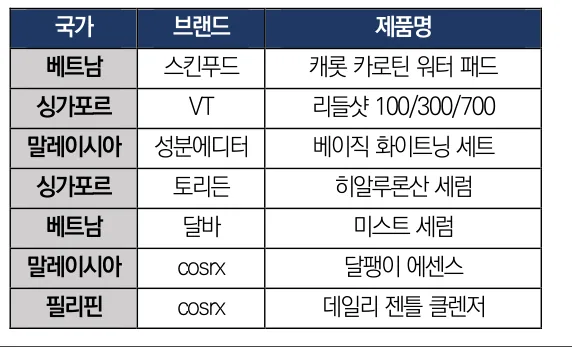 국가 브랜드 제품명
베트남 스킨푸드 캐롯 카로틴 워터 패드
싱가포르 VT 리들샷 100/300/700
말레이시아 성분에디터 베이직 화이트닝 세트
싱가포르 토리든 히알루론산 세럼
베트남 달바 미스트 세럼
말레이시아 cosrx 달팽이 에센스
필리핀 cosrx 데일리 젠틀 클렌저